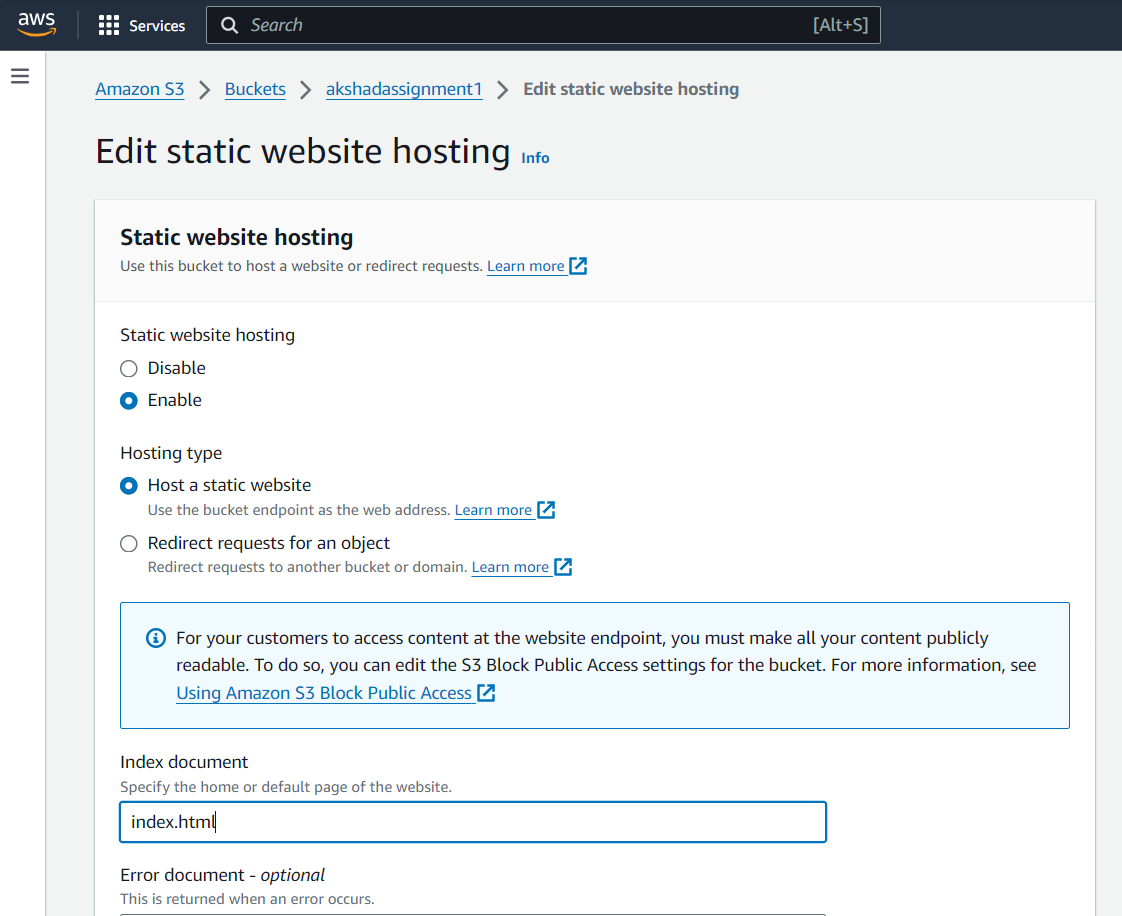 aws Services Search [Alt+S]
Amazon S3 Buckets akshadassignment1 Edit static website hosting
Edit static website hosting Info
Static website hosting
Use this bucket to host a website or redirect requests. Learn more
Static website hosting
Disable
Enable
Hosting type
Host a static website
Use the bucket endpoint as the web address. Learn more
Redirect requests for an object
Redirect requests to another bucket or domain. Learn more
For your customers to access content at the website endpoint, you must make all your content publicly
readable. To do so, you can edit the S3 Block Public Access settings for the bucket. For more information, see
Using Amazon S3 Block Public Access
Index document
Specify the home or default page of the website.
index.html
Error document - optional
This is returned when an error occurs.